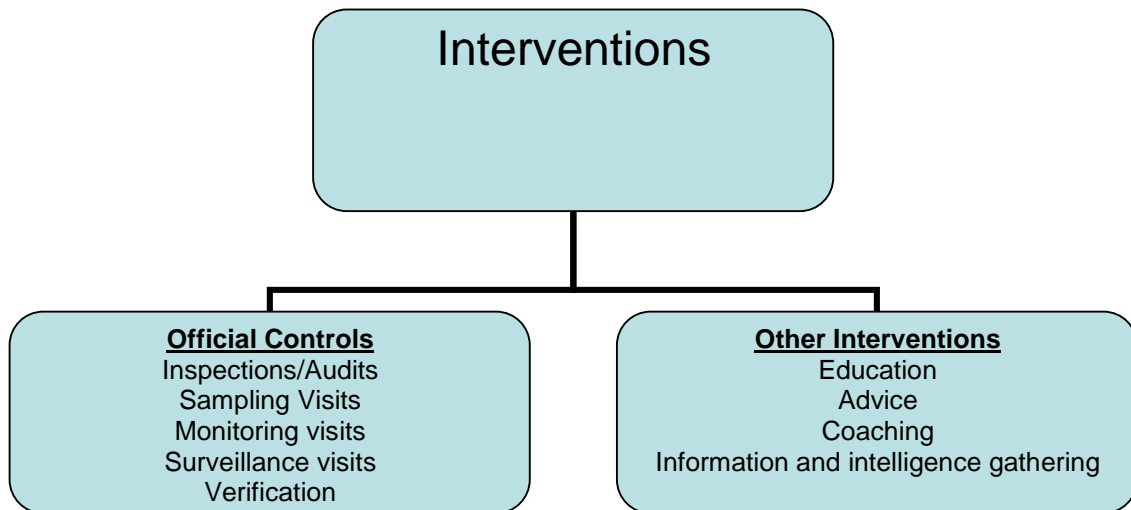 Interventions
Official Controls
Inspections/Audits
Sampling Visits
Monitoring visits
Surveillance visits
Verification
Other Interventions
Education
Advice
Coaching
Information and intelligence gathering